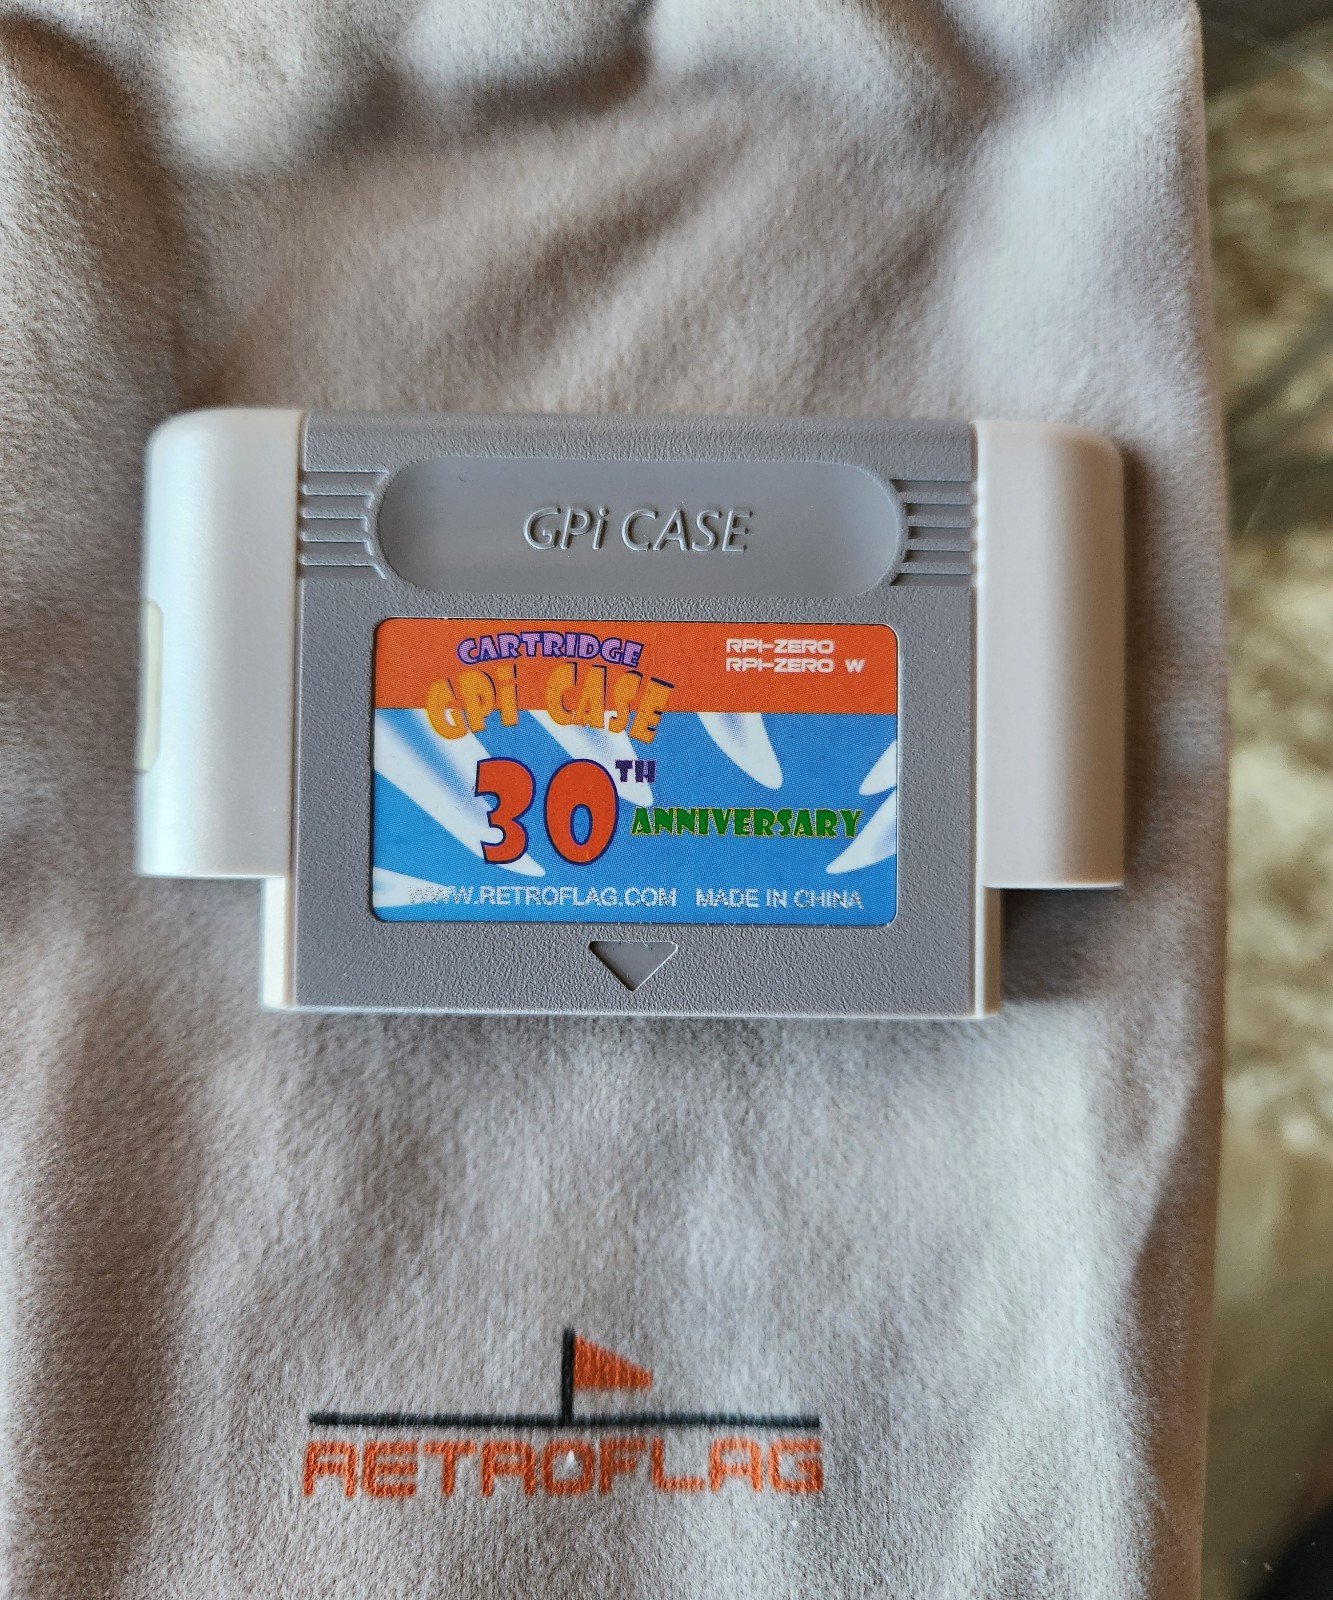 GPi CASE
CARTRIDGE
GPi CASE
RPI-ZERO
RPI-ZERO W
30TH
ANNIVERSARY
WWW.RETROFLAG.COM MADE IN CHINA
RETROFLAG